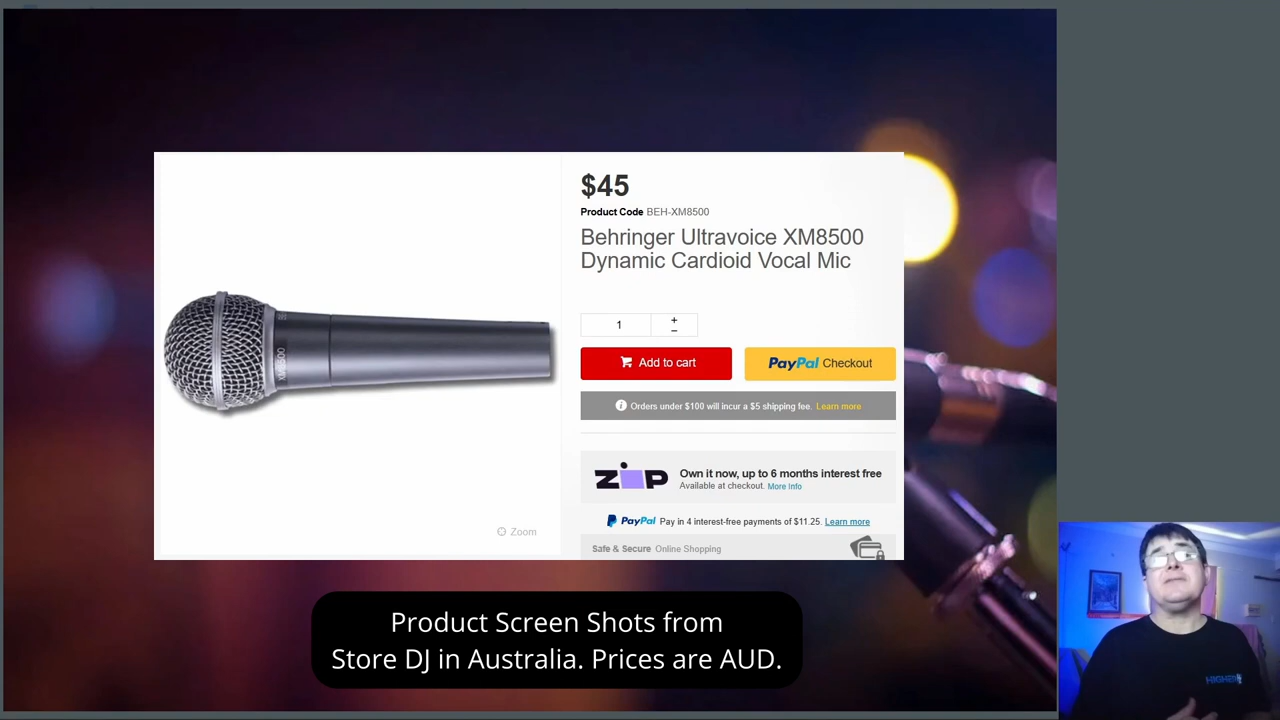 $45
Product Code BEH-XM8500
Behringer Ultravoice XM8500
Dynamic Cardioid Vocal Mic
XM8500
1
+
−
Add to cart
PayPal Checkout
Orders under $100 will incur a $5 shipping fee. Learn more
zip
Own it now, up to 6 months interest free
Available at checkout. More Info
PayPal Pay in 4 interest-free payments of $11.25. Learn more
Zoom
Safe & Secure Online Shopping
Product Screen Shots from
Store DJ in Australia. Prices are AUD.